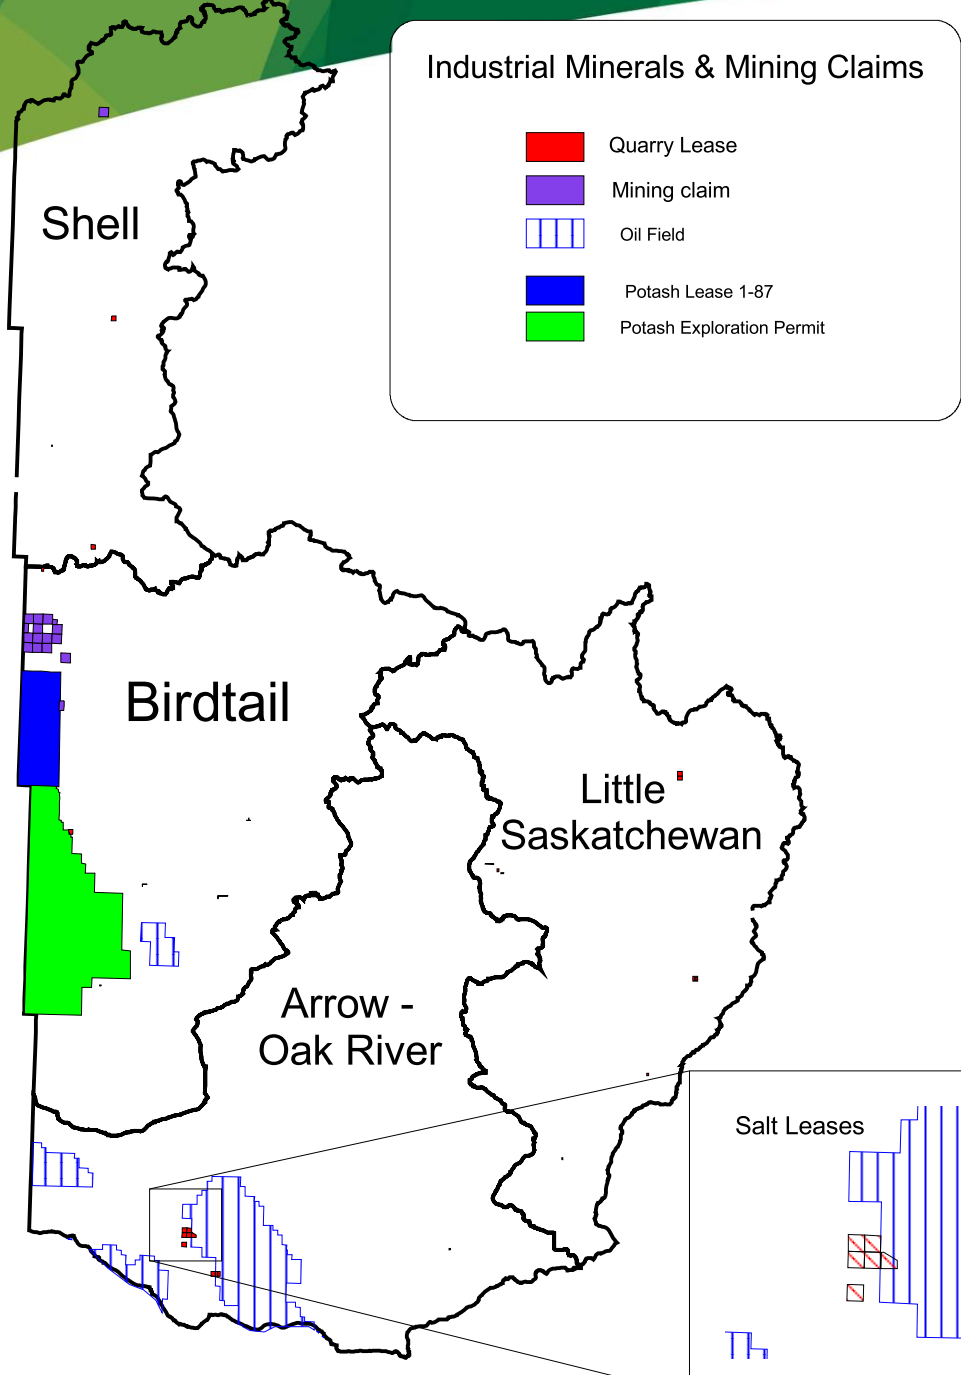 Industrial Minerals & Mining Claims
Quarry Lease
Mining claim
Oil Field
Potash Lease 1-87
Potash Exploration Permit
Shell
Birdtail
Little
Saskatchewan
Arrow -
Oak River
Salt Leases